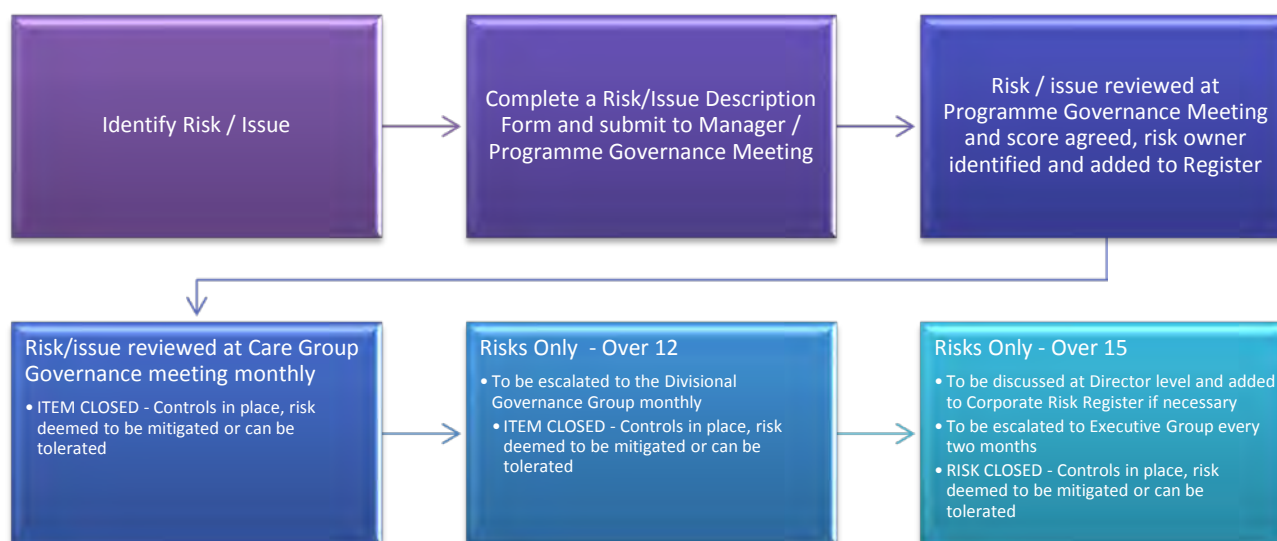 Identify Risk / Issue
Complete a Risk/Issue Description
Form and submit to Manager /
Programme Governance Meeting
Risk / issue reviewed at
Programme Governance Meeting
and score agreed, risk owner
identified and added to Register
Risk/issue reviewed at Care Group
Governance meeting monthly
• ITEM CLOSED - Controls in place, risk
deemed to be mitigated or can be
tolerated
Risks Only - Over 12
• To be escalated to the Divisional
Governance Group monthly
• ITEM CLOSED - Controls in place, risk
deemed to be mitigated or can be
tolerated
Risks Only - Over 15
• To be discussed at Director level and added
to Corporate Risk Register if necessary
• To be escalated to Executive Group every
two months
• RISK CLOSED - Controls in place, risk
deemed to be mitigated or can be
tolerated